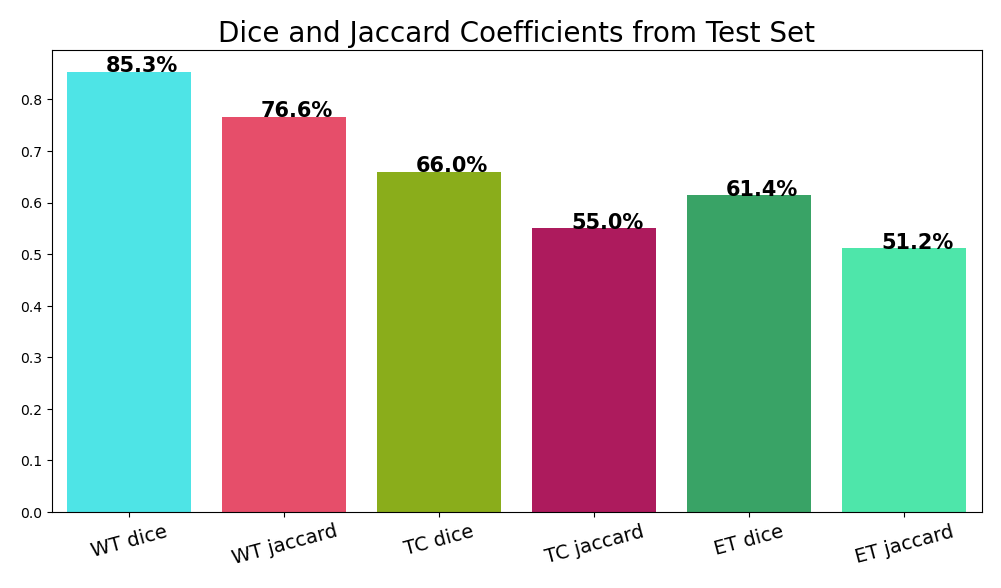 Dice and Jaccard Coefficients from Test Set
85.3%
76.6%
66.0%
55.0%
61.4%
51.2%
0.8
0.7
0.6
0.5
0.4
0.3
0.2
0.1
0.0
WT dice
WT jaccard
TC dice
TC jaccard
ET dice
ET jaccard